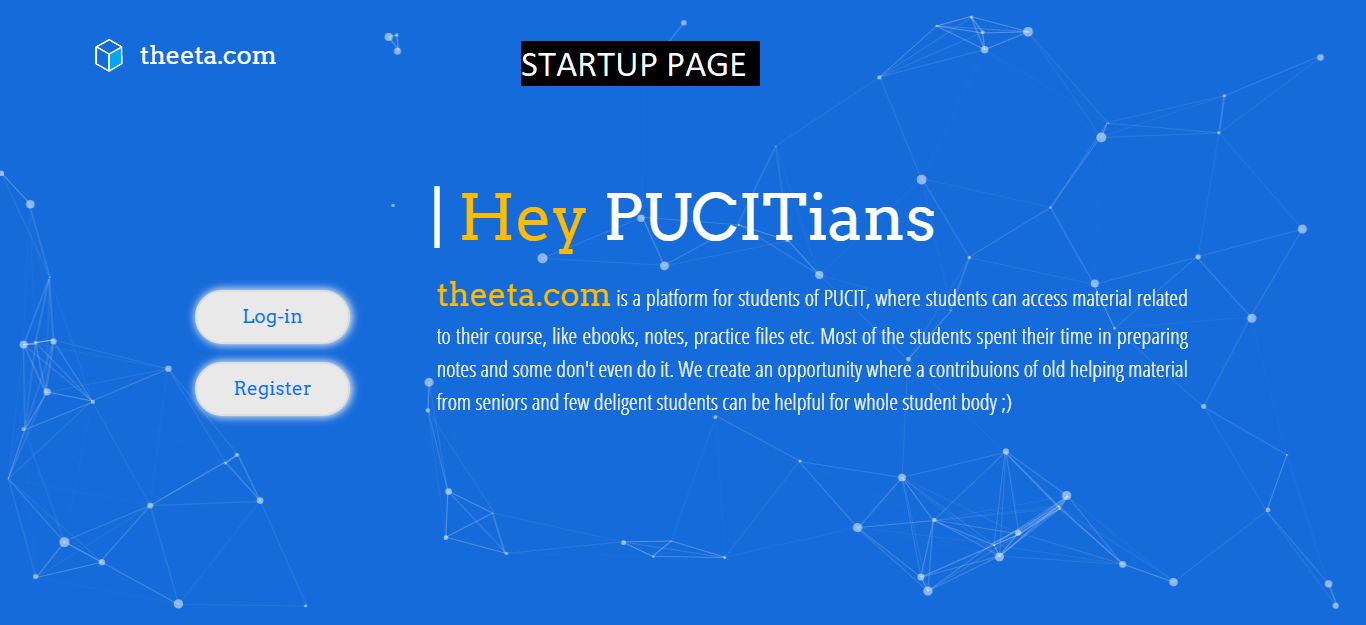 theeta.com
STARTUP PAGE
| Hey PUCITians
theeta.com is a platform for students of PUCIT, where students can access material related
to their course, like ebooks, notes, practice files etc. Most of the students spent their time in preparing
notes and some don't even do it. We create an opportunity where a contribuions of old helping material
from seniors and few deligent students can be helpful for whole student body ;)
Log-in
Register